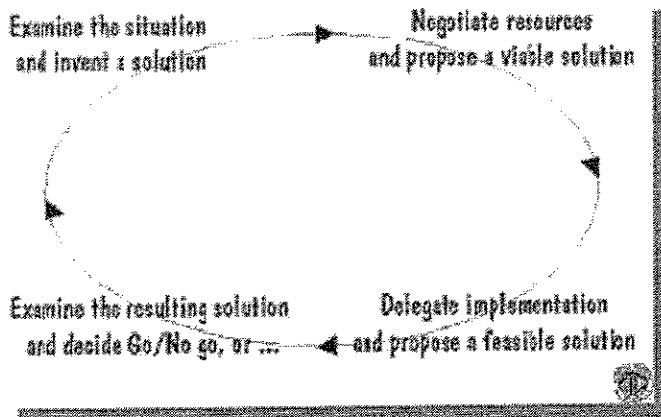 Examine the situation
and invent a solution
Negotiate resources
and propose a viable solution
Delegate implementation
and propose a feasible solution
Examine the resulting solution
and decide Go/No go, or ...